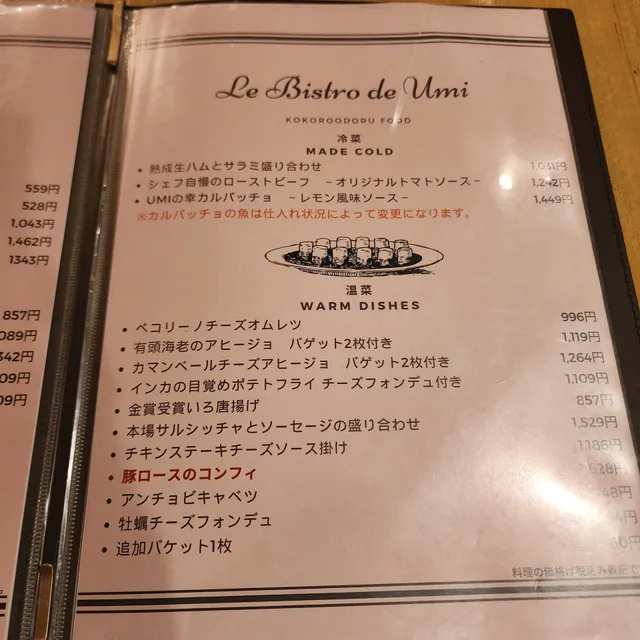 559円
528円
1,043円
1,462円
1343円
857円
Le Bistro de Umi
KOKOROODORU FOOD
冷菜
MADE COLD
• 熟成生ハムとサラミ盛り合わせ 1,031円
• シェフ自慢のローストビーフ ~オリジナルトマトソース~ 1,242円
• UMIの幸カルパッチョ ~レモン風味ソース~ 1,449円
※カルパッチョの魚は仕入れ状況によって変更になります。
温菜
WARM DISHES
• ペコリーノチーズオムレツ 996円
• 有頭海老のアヒージョ バゲット2枚付き 1,119円
• カマンベールチーズアヒージョ バゲット2枚付き 1,264円
• インカの目覚めポテトフライ チーズフォンデュ付き 1,109円
• 金賞受賞いろ唐揚げ 857円
• 本場サルシッチャとソーセージの盛り合わせ 1,529円
• チキンステーキチーズソース掛け 1,186円
• 豚ロースのコンフィ
• アンチョビキャベツ
• 牡蠣チーズフォンデュ
• 追加バケット1枚
料理の価格は税込み表記で